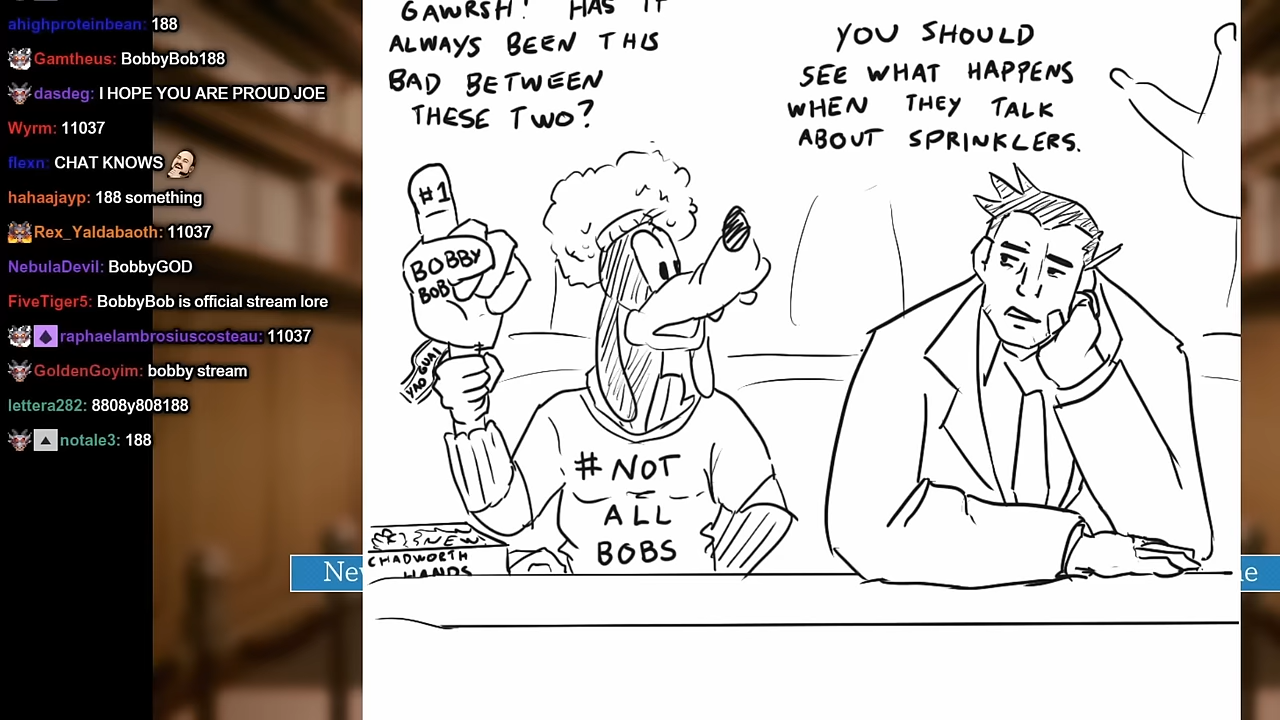 ahighproteinbean: 188
Gamtheus: BobbyBob188
dasdeg: I HOPE YOU ARE PROUD JOE
Wyrm: 11037
flexn: CHAT KNOWS
hahaajayp: 188 something
Rex_Yaldabaoth: 11037
NebulaDevil: BobbyGOD
FiveTiger5: BobbyBob is official stream lore
raphaelambrosiuscosteau: 11037
GoldenGoyim: bobby stream
lettera282: 8808y808188
notale3: 188
GAWRSH! HAS IT
ALWAYS BEEN THIS
BAD BETWEEN
THESE TWO?
YOU SHOULD
SEE WHAT HAPPENS
WHEN THEY TALK
ABOUT SPRINKLERS.
#1
BOBBY
BOB
# NOT
ALL
BOBS
NEW
CHADWORTH
HANDS
Ne
e